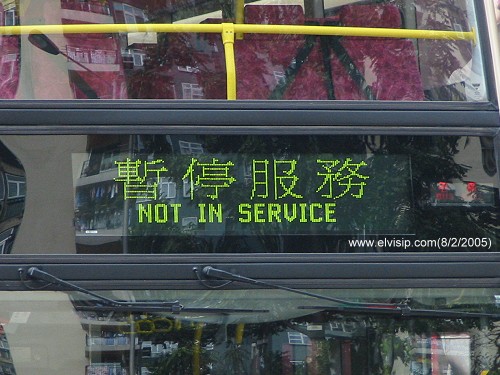 暫停服務
NOT IN SERVICE
www.elvisip.com(8/2/2005)